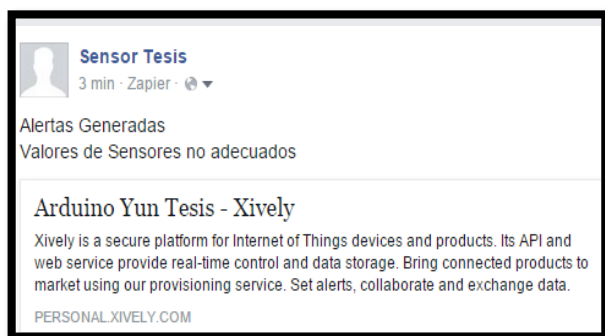 Sensor Tesis
3 min · Zapier ·
Alertas Generadas
Valores de Sensores no adecuados
Arduino Yun Tesis - Xively
Xively is a secure platform for Internet of Things devices and products. Its API and
web service provide real-time control and data storage. Bring connected products to
market using our provisioning service. Set alerts, collaborate and exchange data.
PERSONAL.XIVELY.COM